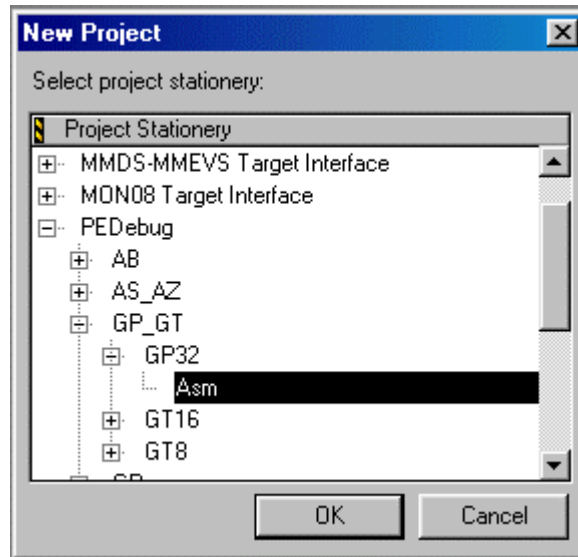 New Project
Select project stationery:
Project Stationery
MMDS-MMEVS Target Interface
MON08 Target Interface
PEDebug
AB
AS_AZ
GP_GT
GP32
Asm
GT16
GT8
OK Cancel